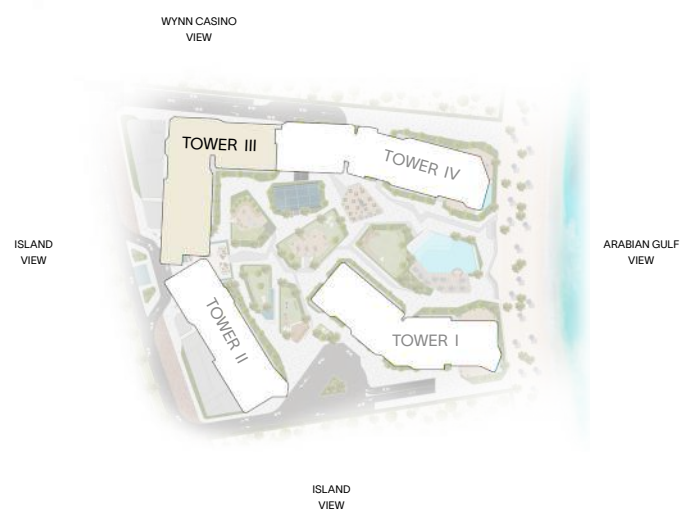 WYNN CASINO
VIEW
TOWER III
TOWER IV
ISLAND
VIEW
ARABIAN GULF
VIEW
TOWER II
TOWER I
ISLAND
VIEW